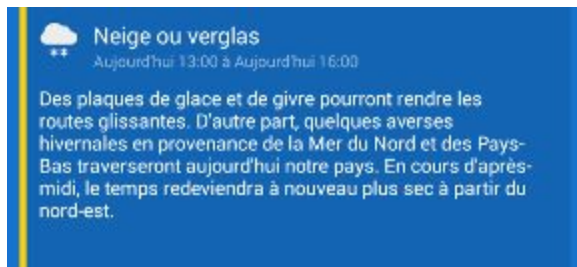 Neige ou verglas
Aujourd'hui 13:00 à Aujourd'hui 16:00
Des plaques de glace et de givre pourront rendre les
routes glissantes. D'autre part, quelques averses
hivernales en provenance de la Mer du Nord et des Pays-
Bas traverseront aujourd'hui notre pays. En cours d'après-
midi, le temps redeviendra à nouveau plus sec à partir du
nord-est.